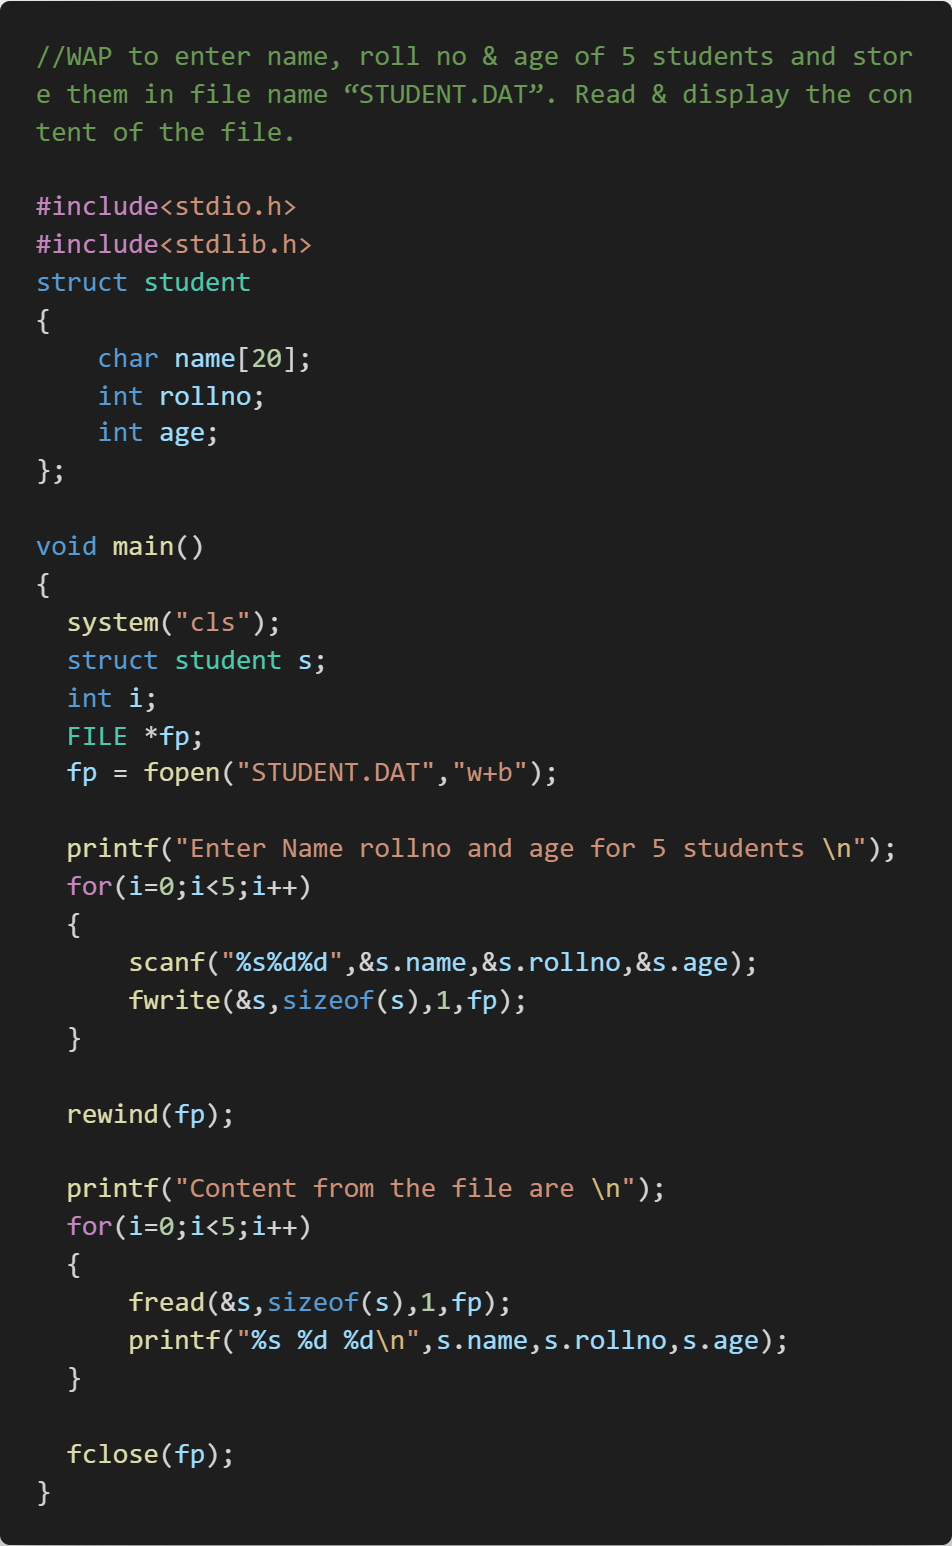 //WAP to enter name, roll no & age of 5 students and stor
e them in file name “STUDENT.DAT”. Read & display the con
tent of the file.

#include<stdio.h>
#include<stdlib.h>
struct student
{
    char name[20];
    int rollno;
    int age;
};

void main()
{
  system("cls");
  struct student s;
  int i;
  FILE *fp;
  fp = fopen("STUDENT.DAT","w+b");

  printf("Enter Name rollno and age for 5 students \n");
  for(i=0;i<5;i++)
  {
      scanf("%s%d%d",&s.name,&s.rollno,&s.age);
      fwrite(&s,sizeof(s),1,fp);
  }

  rewind(fp);

  printf("Content from the file are \n");
  for(i=0;i<5;i++)
  {
      fread(&s,sizeof(s),1,fp);
      printf("%s %d %d\n",s.name,s.rollno,s.age);
  }

  fclose(fp);
}